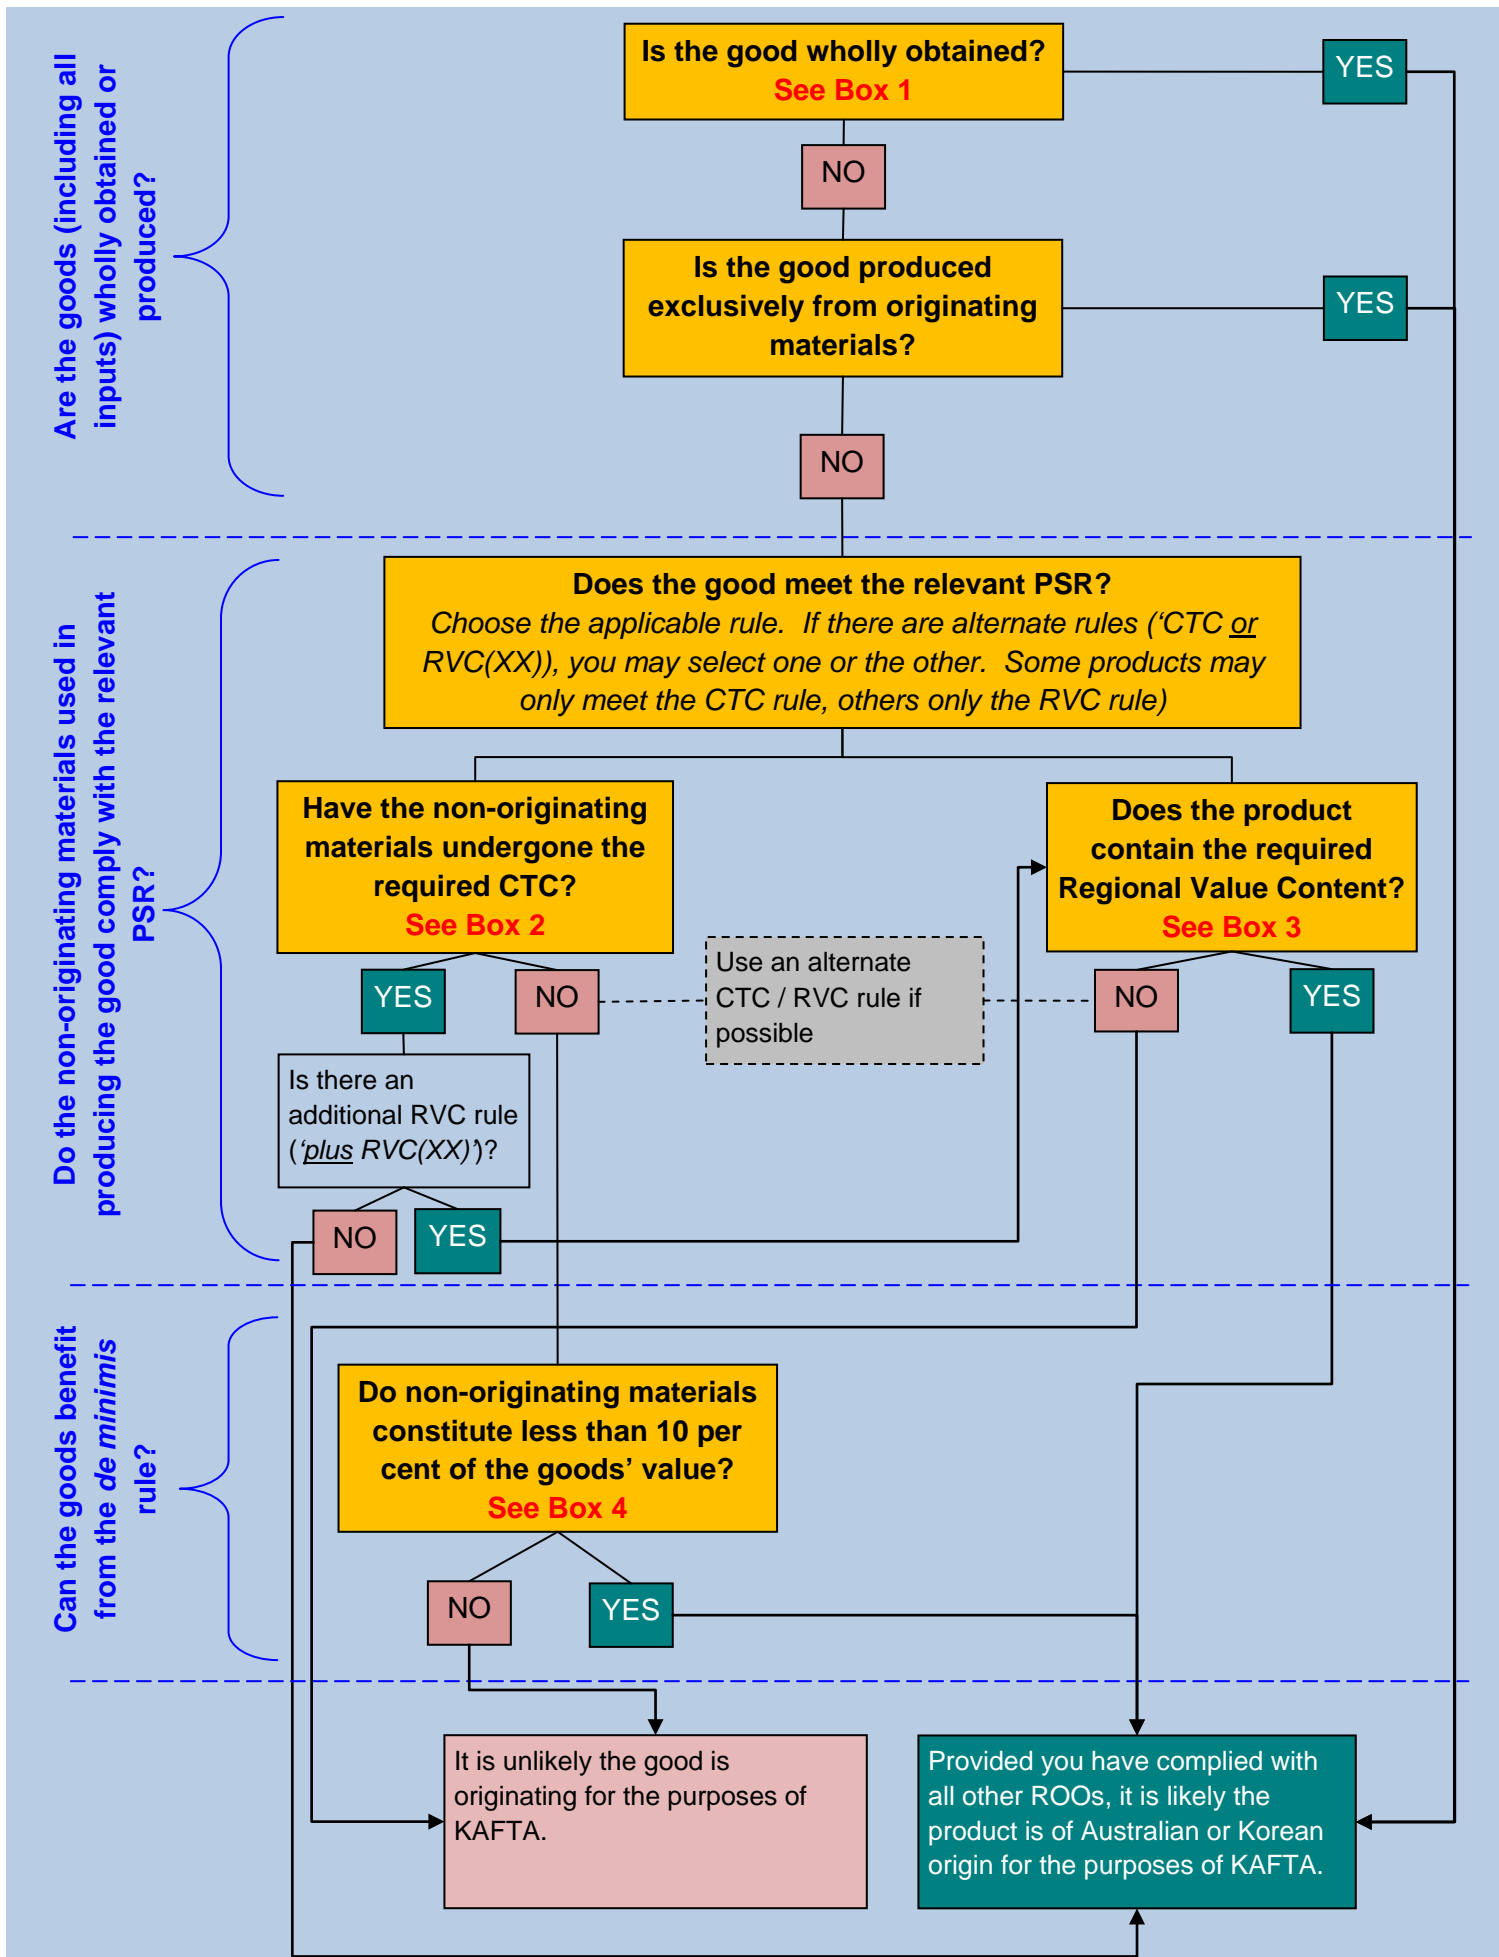 Are the goods (including all
inputs) wholly obtained or
produced?
Is the good wholly obtained?
See Box 1
YES
NO
Is the good produced
exclusively from originating
materials?
YES
NO
Do the non-originating materials used in
producing the good comply with the relevant
PSR?
Does the good meet the relevant PSR?
Choose the applicable rule. If there are alternate rules (‘CTC or
RVC(XX)), you may select one or the other. Some products may
only meet the CTC rule, others only the RVC rule)
Have the non-originating
materials undergone the
required CTC?
See Box 2
Does the product
contain the required
Regional Value Content?
See Box 3
YES
NO
Use an alternate
CTC / RVC rule if
possible
NO
YES
Is there an
additional RVC rule
(‘plus RVC(XX)’)?
NO
YES
Can the goods benefit
from the de minimis
rule?
Do non-originating materials
constitute less than 10 per
cent of the goods’ value?
See Box 4
NO
YES
It is unlikely the good is
originating for the purposes of
KAFTA.
Provided you have complied with
all other ROOs, it is likely the
product is of Australian or Korean
origin for the purposes of KAFTA.